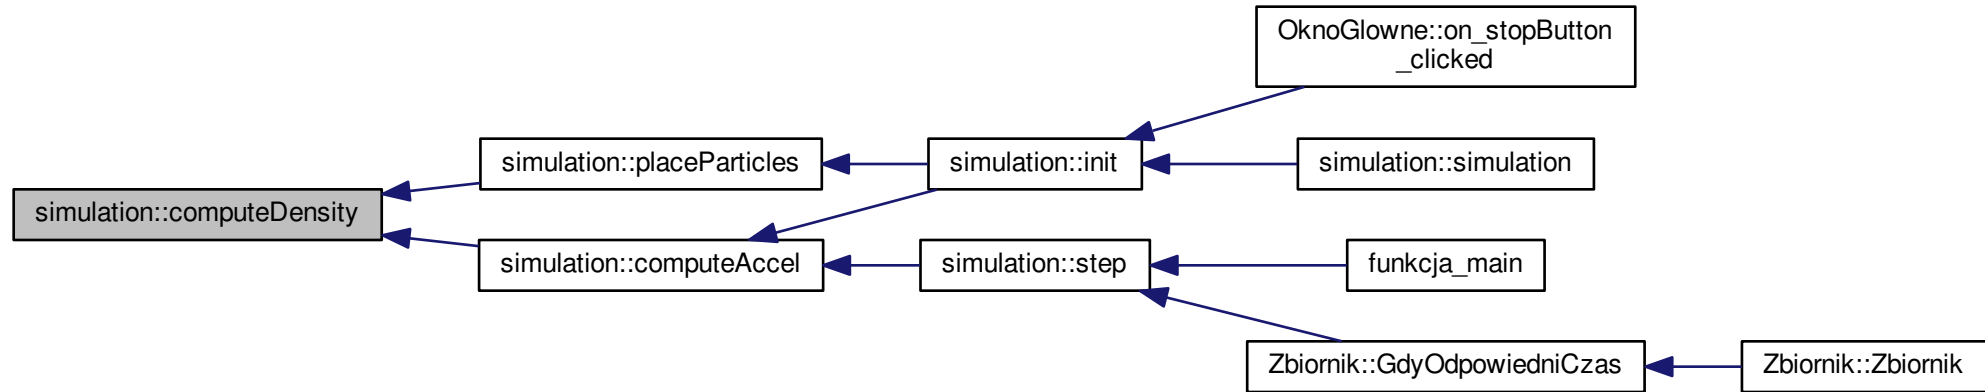 OknoGlowne::on_stopButton
_clicked
simulation::placeParticles
simulation::init
simulation::simulation
simulation::computeDensity
simulation::computeAccel
simulation::step
funkcja_main
Zbiornik::GdyOdpowiedniCzas
Zbiornik::Zbiornik